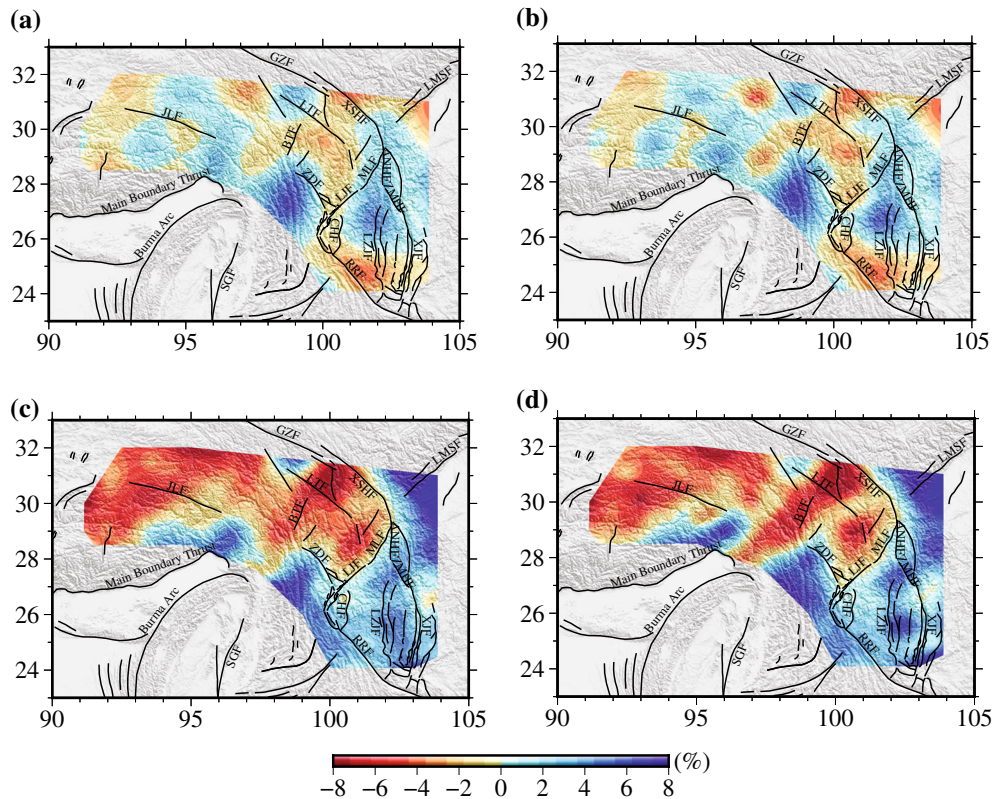 (a)
(b)
GZF
LMSF
XSHF
LTF
JLF
BTF
ANHF
ZMF
MLF
ZDF
LJF
Main Boundary Thrust
Burma Arc
CHF
LZJF
XJF
RRF
SGF
32
30
28
26
24
90
95
100
105
GZF
LMSF
XSHF
LTF
JLF
BTF
ANHF
ZMF
MLF
ZDF
LJF
Main Boundary Thrust
Burma Arc
CHF
LZJF
XJF
RRF
SGF
32
30
28
26
24
90
95
100
105
(c)
(d)
GZF
LMSF
XSHF
LTF
JLF
BTF
ANHF
MLF
ZDF
LJF
Main Boundary Thrust
Burma Arc
CHF
LZJF
XJF
RRF
SGF
32
30
28
26
24
90
95
100
105
GZF
LMSF
XSHF
LTF
JLF
BTF
ANHF
MLF
ZDF
LJF
Main Boundary Thrust
Burma Arc
CHF
LZJF
XJF
RRF
SGF
32
30
28
26
24
90
95
100
105
(%)
−8 −6 −4 −2 0 2 4 6 8